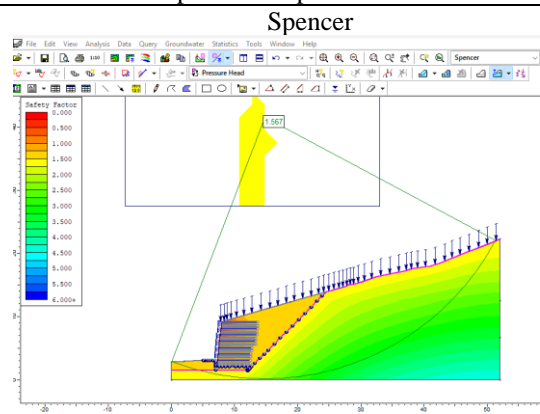 Spencer
File Edit View Analysis Data Query Groundwater Statistics Tools Window Help
Spencer
Pressure Head
Safety Factor
0.000
0.500
1.000
1.500
2.000
2.500
3.000
3.500
4.000
4.500
5.000
5.500
6.000+
1.567
-20 -10 0 10 20 30 40 50